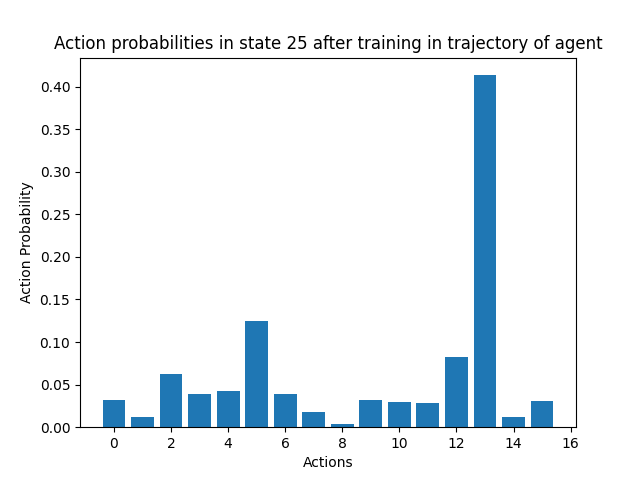 Action probabilities in state 25 after training in trajectory of agent
0.40
0.35
0.30
0.25
0.20
0.15
0.10
0.05
0.00
Action Probability
0 2 4 6 8 10 12 14 16
Actions